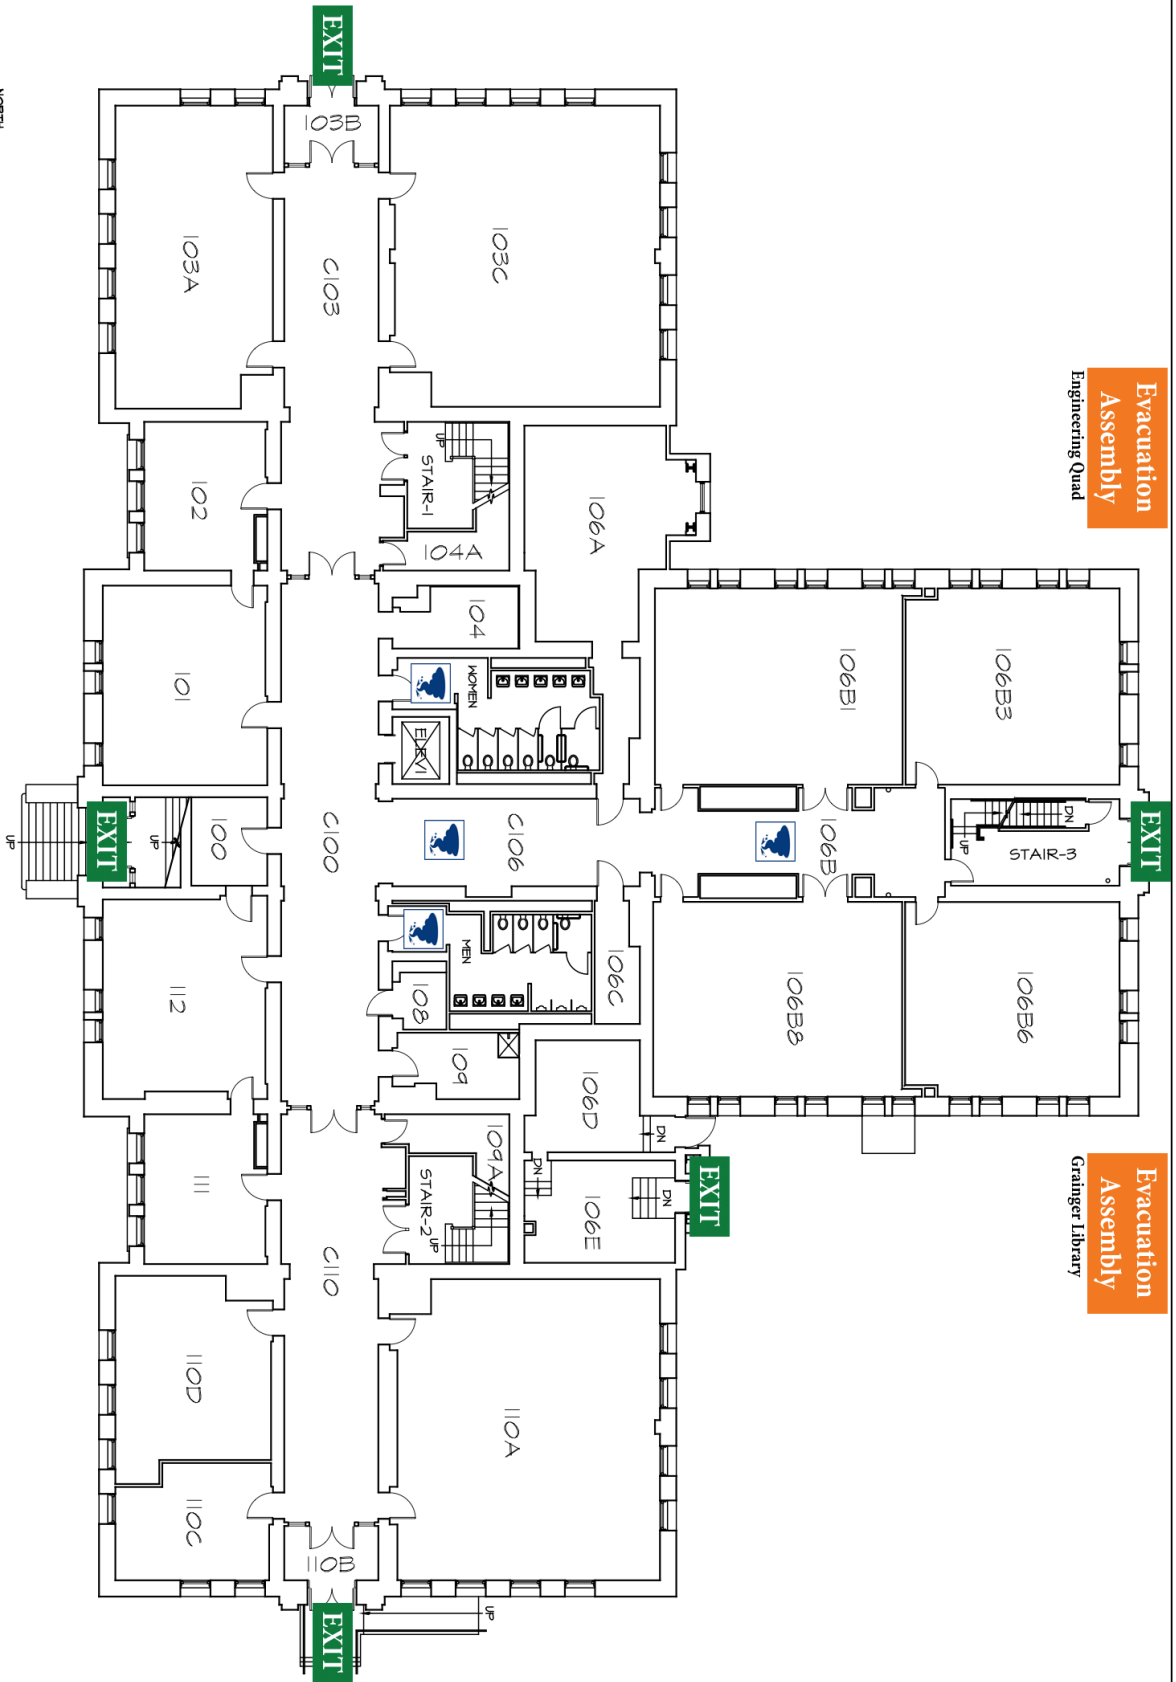 EXIT
103B
103A
C103
103C
Evacuation
Assembly
Engineering Quad
UP
STAIR-1
102
104A
106A
104
WOMEN
101
106B1
106B3
ELEV1
EXIT
UP
UP
100
C100
C106
106B
DN
UP
STAIR-3
EXIT
MEN
106C
112
108
109
106B8
106B6
106D
DN
109A
DN
STAIR-2
UP
106E
DN
EXIT
Evacuation
Assembly
Grainger Library
111
C110
110D
110A
110C
110B
EXIT
UP